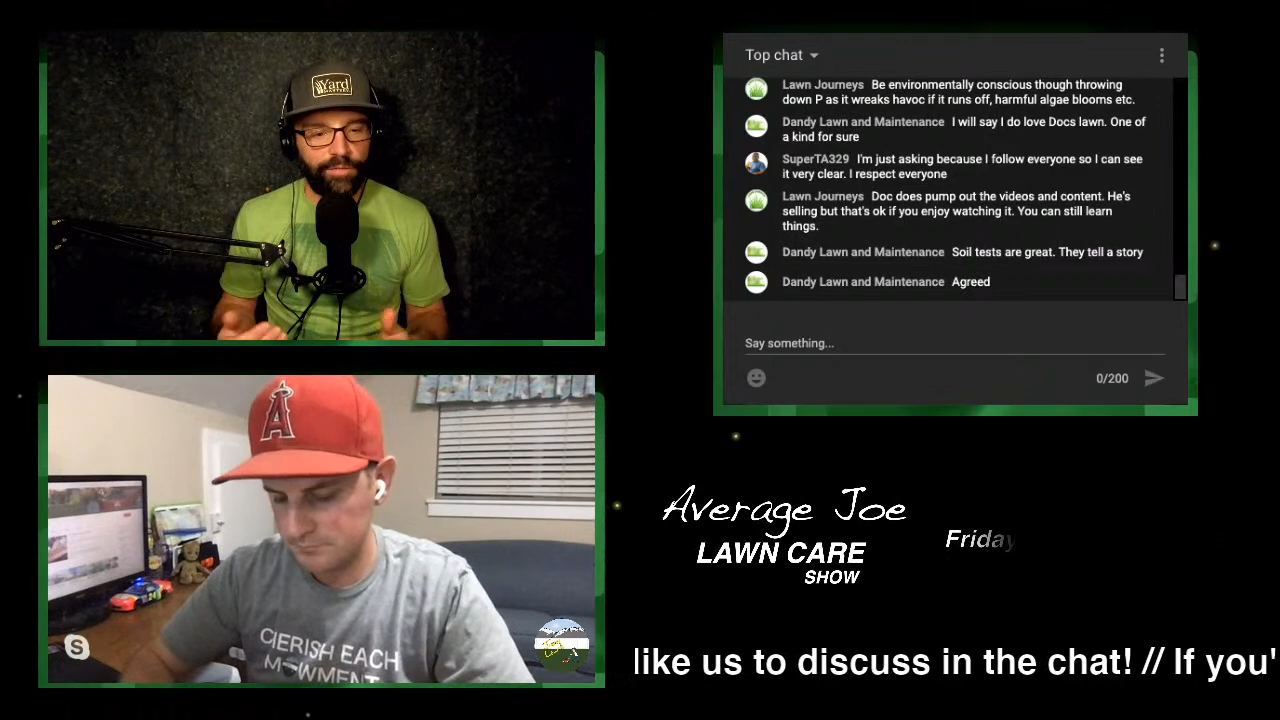 Yard
Top chat
Lawn Journeys Be environmentally conscious though throwing
down P as it wreaks havoc if it runs off, harmful algae blooms etc.
Dandy Lawn and Maintenance I will say I do love Docs lawn. One of
a kind for sure
SuperTA329 I'm just asking because I follow everyone so I can see
it very clear. I respect everyone
Lawn Journeys Doc does pump out the videos and content. He's
selling but that's ok if you enjoy watching it. You can still learn
things.
Dandy Lawn and Maintenance Soil tests are great. They tell a story
Dandy Lawn and Maintenance Agreed
Say something...
0/200
A
CHERISH EACH
MOWMENT
S
Average Joe
LAWN CARE
SHOW
Friday
like us to discuss in the chat! // If you'